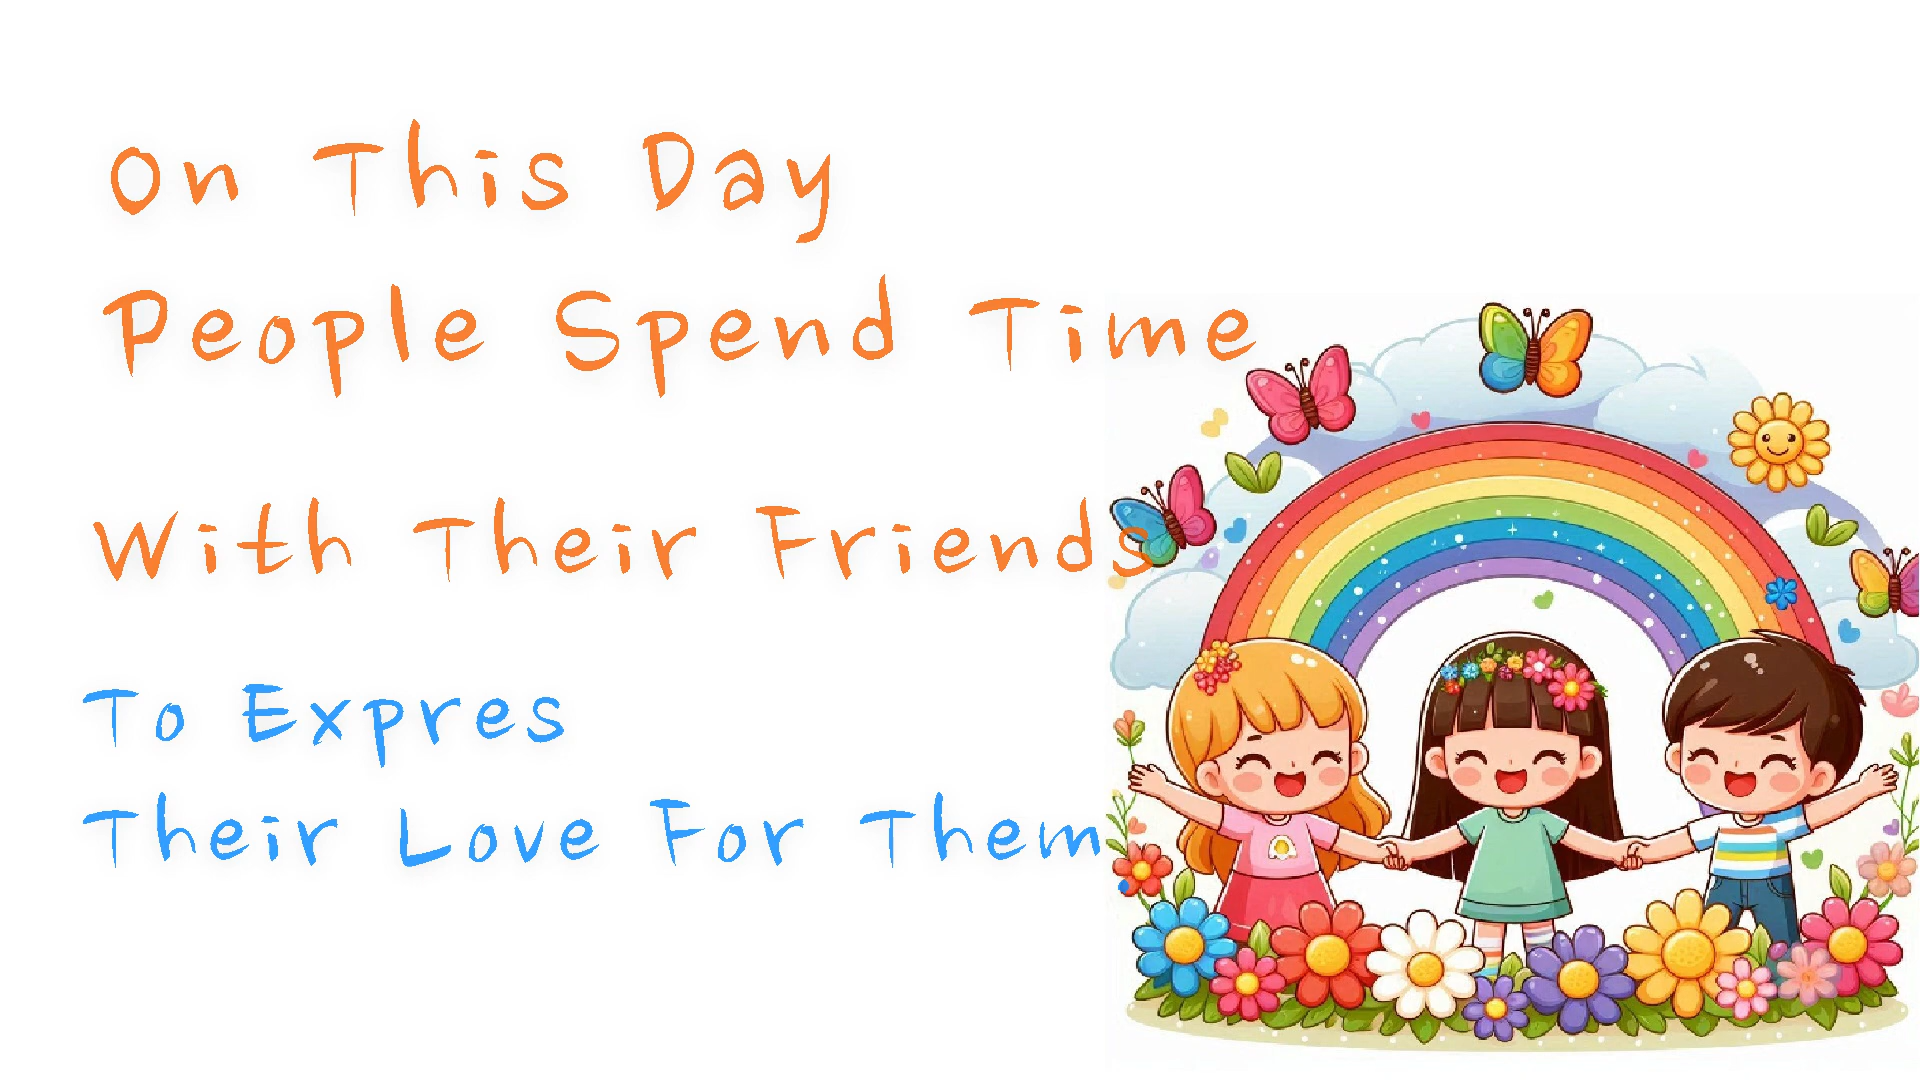 On This Day
People Spend Time
With Their Friends
To Expres
Their Love For Them